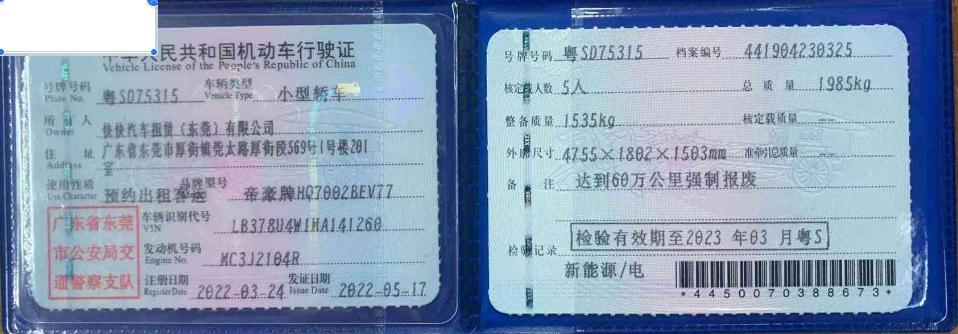 中华人民共和国机动车行驶证
Vehicle License of the People's Republic of China
号牌号码 粤SD75315 车辆类型 小型轿车
Plate No. Vehicle Type
所有人 快快汽车租赁(东莞)有限公司
Owner
住址 广东省东莞市厚街镇莞太路厚街段569号1号楼201室
Address
使用性质 预约出租客运 品牌型号 帝豪牌HQ7002BEV77
Use Character
车辆识别代号 LB378U4W1MA141260
VIN
发动机号码 MC3J2104R
Engine No.
注册日期 2022-03-24 发证日期 2022-05-17
Register Date Issue Date
广东省东莞
市公安局交
通警察支队
号牌号码 粤SD75315 档案编号 441904230325
核定载人数 5人 总质量 1985kg
整备质量 1535kg 核定载质量 --
外廓尺寸 4755×1802×1503mm 准牵引总质量 --
备注 达到60万公里强制报废
检验记录 检验有效期至2023 年03 月粤S
新能源/电
*4450070388673*